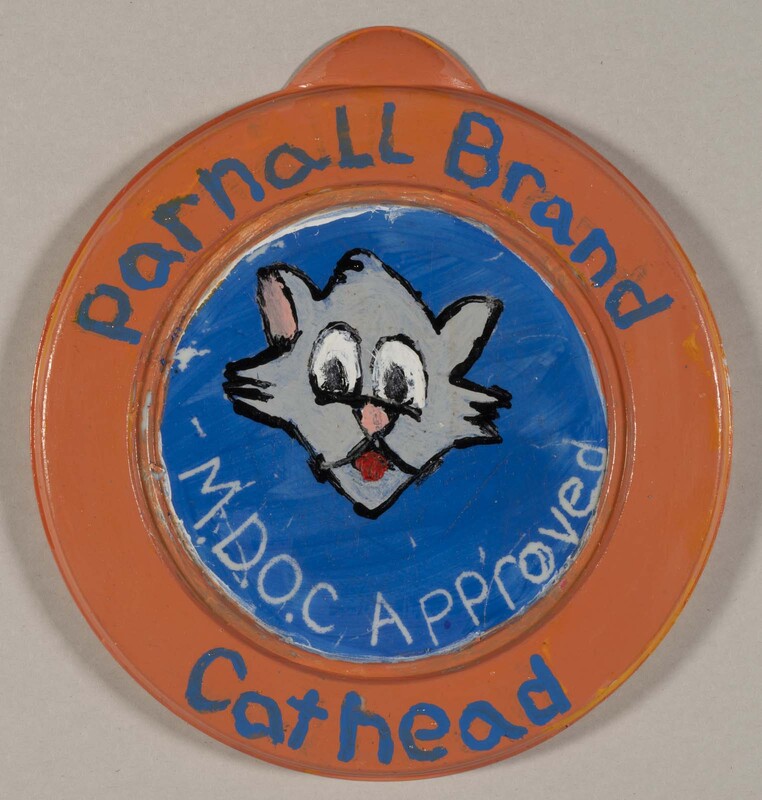 Parnall Brand
M.D.O.C Approved
Cathead